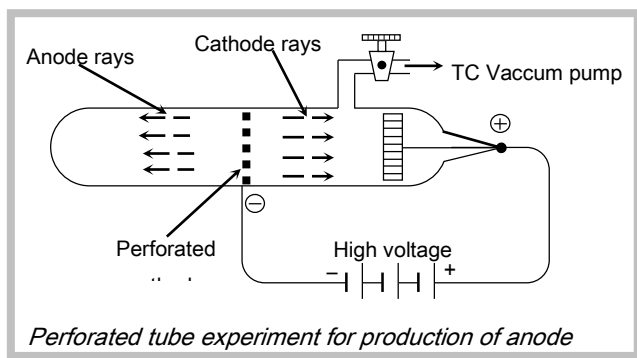 Cathode rays
Anode rays
TC Vaccum pump
+
−
Perforated
High voltage
− +
Perforated tube experiment for production of anode